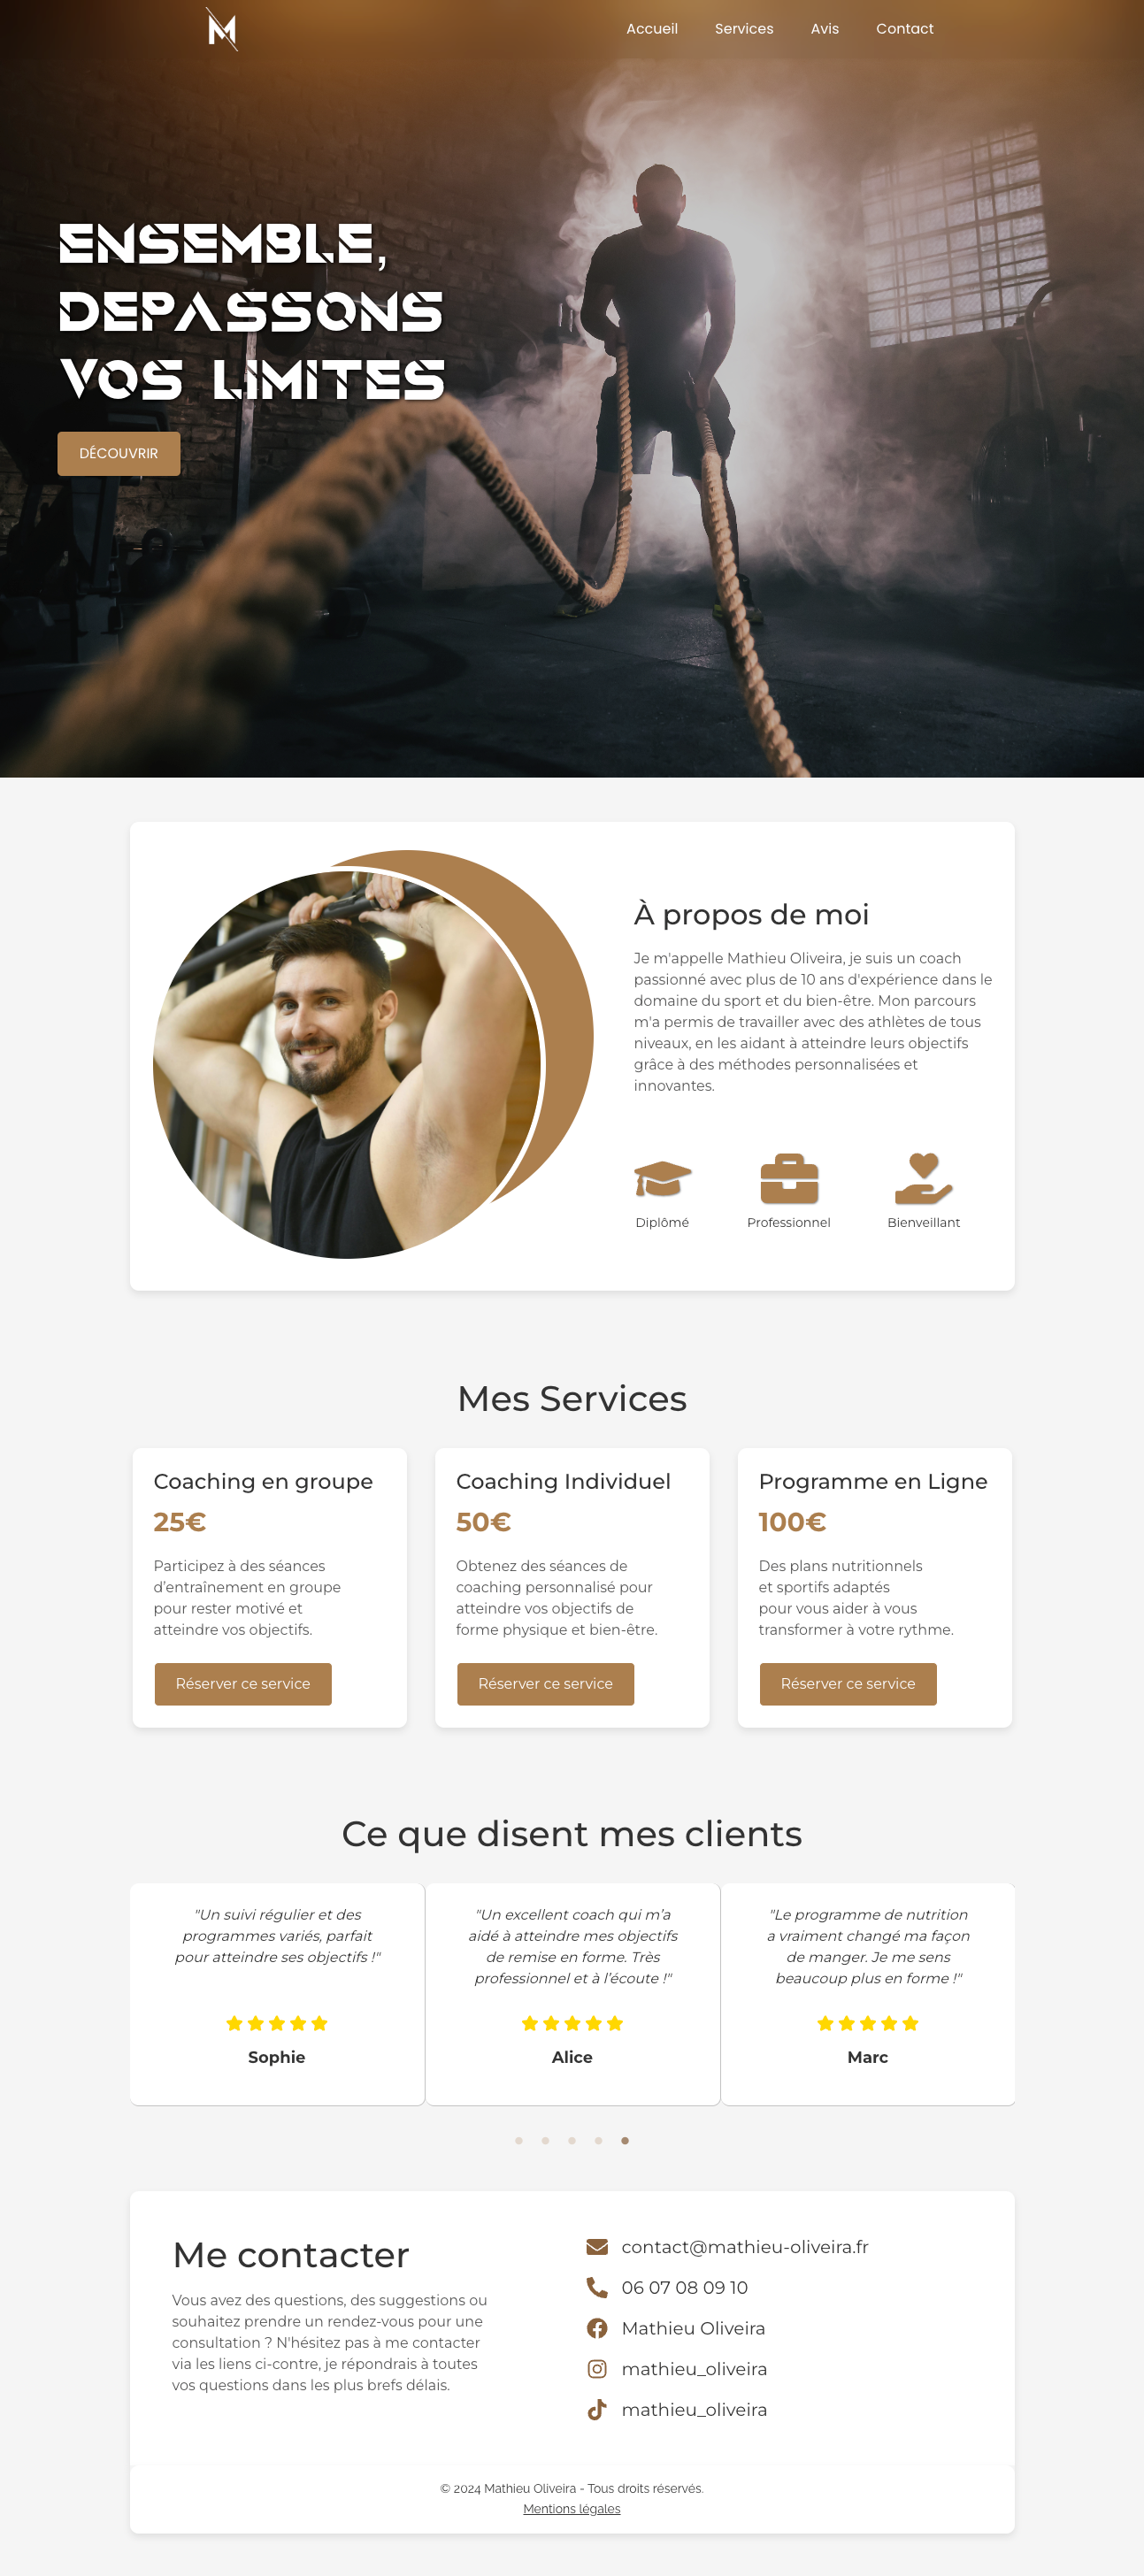 M
Accueil Services Avis Contact
ENSEMBLE,
DEPASSONS
VOS LIMITES
DÉCOUVRIR
À propos de moi
Je m'appelle Mathieu Oliveira, je suis un coach
passionné avec plus de 10 ans d'expérience dans le
domaine du sport et du bien-être. Mon parcours
m'a permis de travailler avec des athlètes de tous
niveaux, en les aidant à atteindre leurs objectifs
grâce à des méthodes personnalisées et
innovantes.
Diplômé Professionnel Bienveillant
Mes Services
Coaching en groupe
25€
Participez à des séances
d'entraînement en groupe
pour rester motivé et
atteindre vos objectifs.
Réserver ce service
Coaching Individuel
50€
Obtenez des séances de
coaching personnalisé pour
atteindre vos objectifs de
forme physique et bien-être.
Réserver ce service
Programme en Ligne
100€
Des plans nutritionnels
et sportifs adaptés
pour vous aider à vous
transformer à votre rythme.
Réserver ce service
Ce que disent mes clients
"Un suivi régulier et des
programmes variés, parfait
pour atteindre ses objectifs !"
Sophie
"Un excellent coach qui m’a
aidé à atteindre mes objectifs
de remise en forme. Très
professionnel et à l’écoute !"
Alice
"Le programme de nutrition
a vraiment changé ma façon
de manger. Je me sens
beaucoup plus en forme !"
Marc
Me contacter
Vous avez des questions, des suggestions ou
souhaitez prendre un rendez-vous pour une
consultation ? N'hésitez pas à me contacter
via les liens ci-contre, je répondrais à toutes
vos questions dans les plus brefs délais.
contact@mathieu-oliveira.fr
06 07 08 09 10
Mathieu Oliveira
mathieu_oliveira
mathieu_oliveira
© 2024 Mathieu Oliveira - Tous droits réservés.
Mentions légales